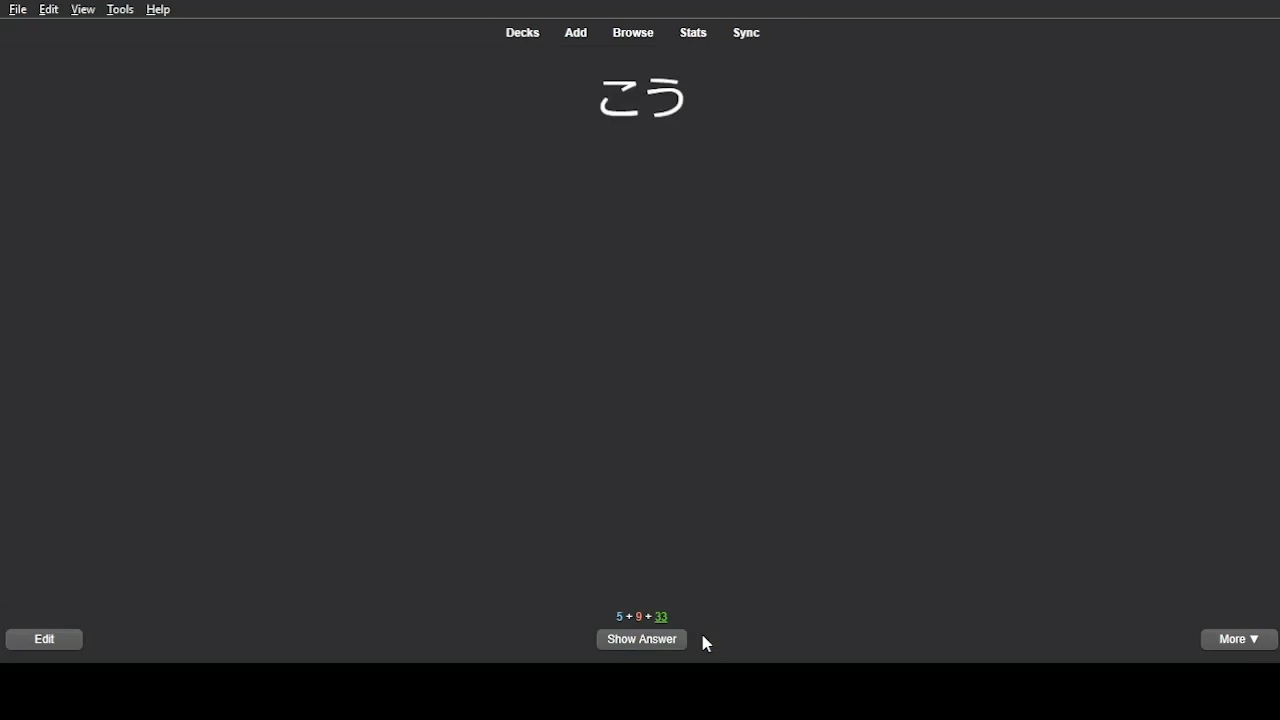 File Edit View Tools Help
Decks Add Browse Stats Sync
こう
5 + 9 + 33
Edit Show Answer More ▼